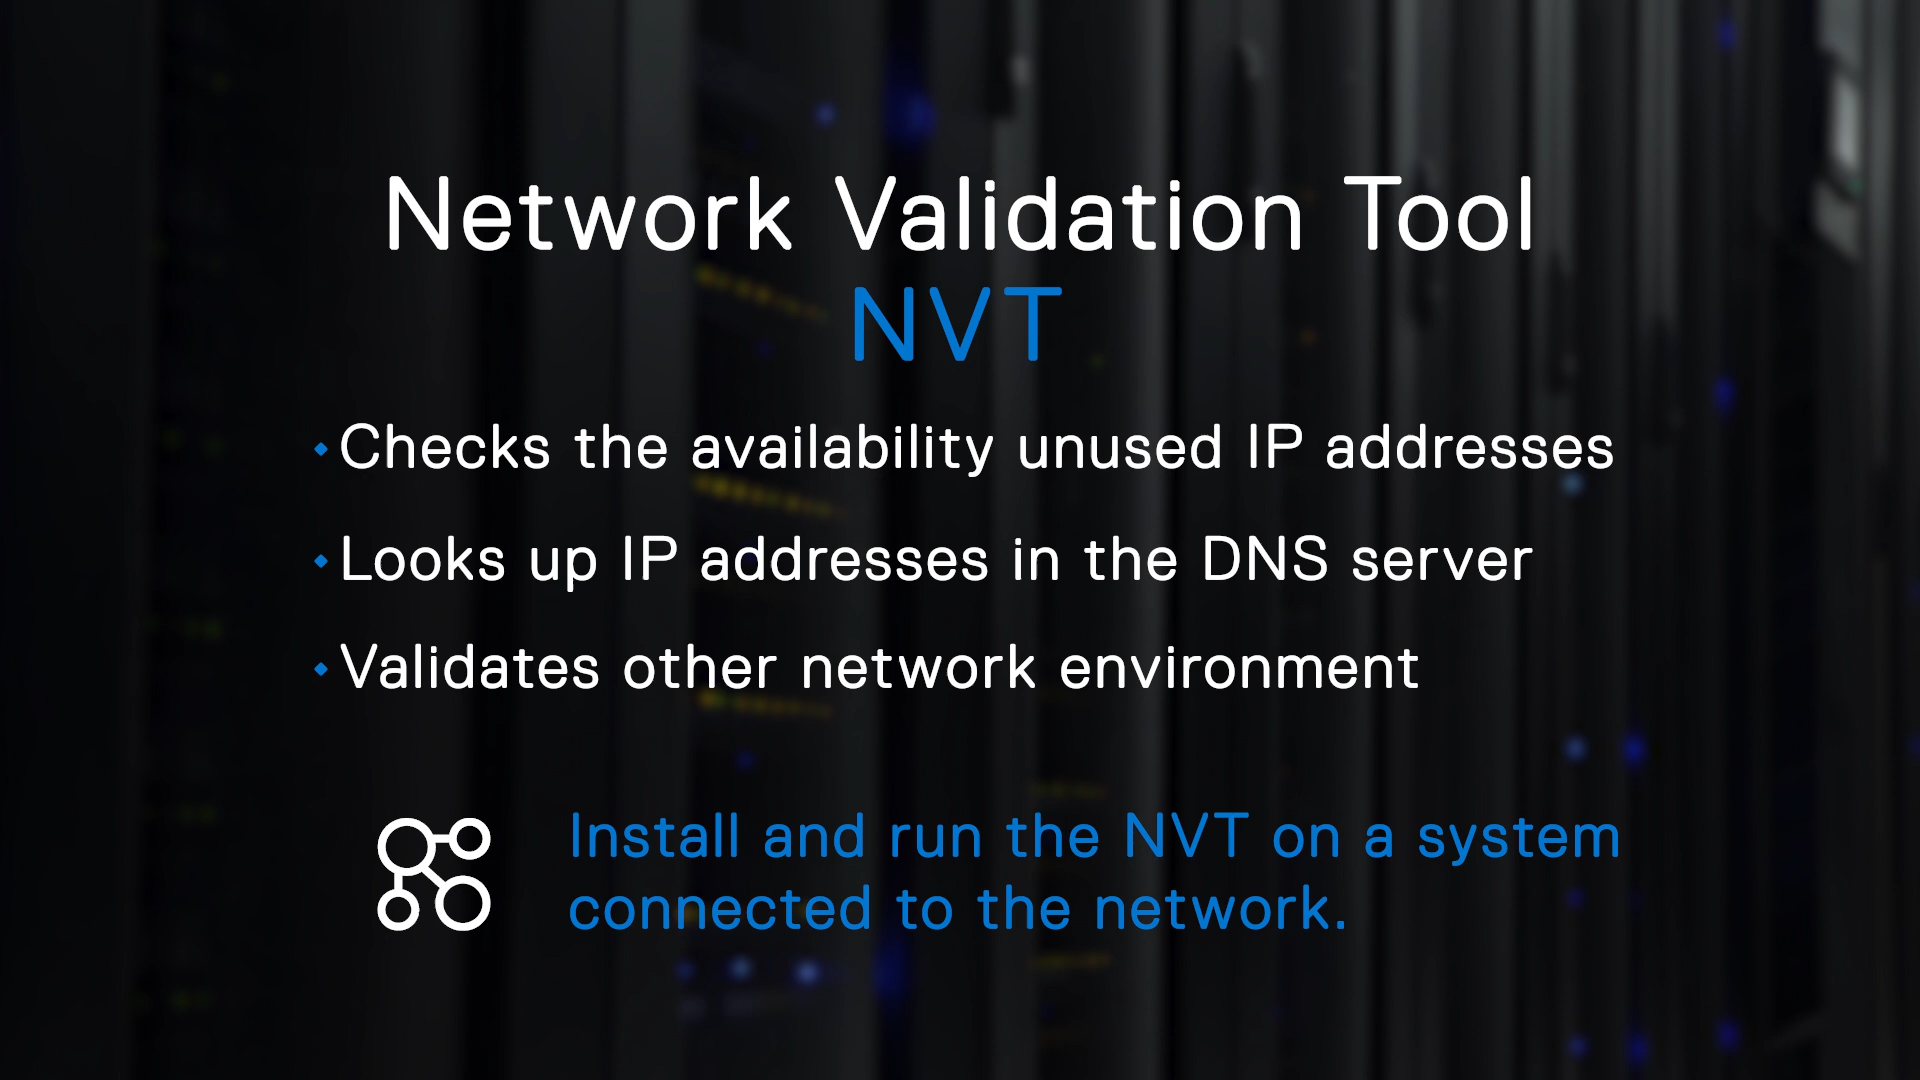 Network Validation Tool
NVT
Checks the availability unused IP addresses
Looks up IP addresses in the DNS server
Validates other network environment
Install and run the NVT on a system
connected to the network.